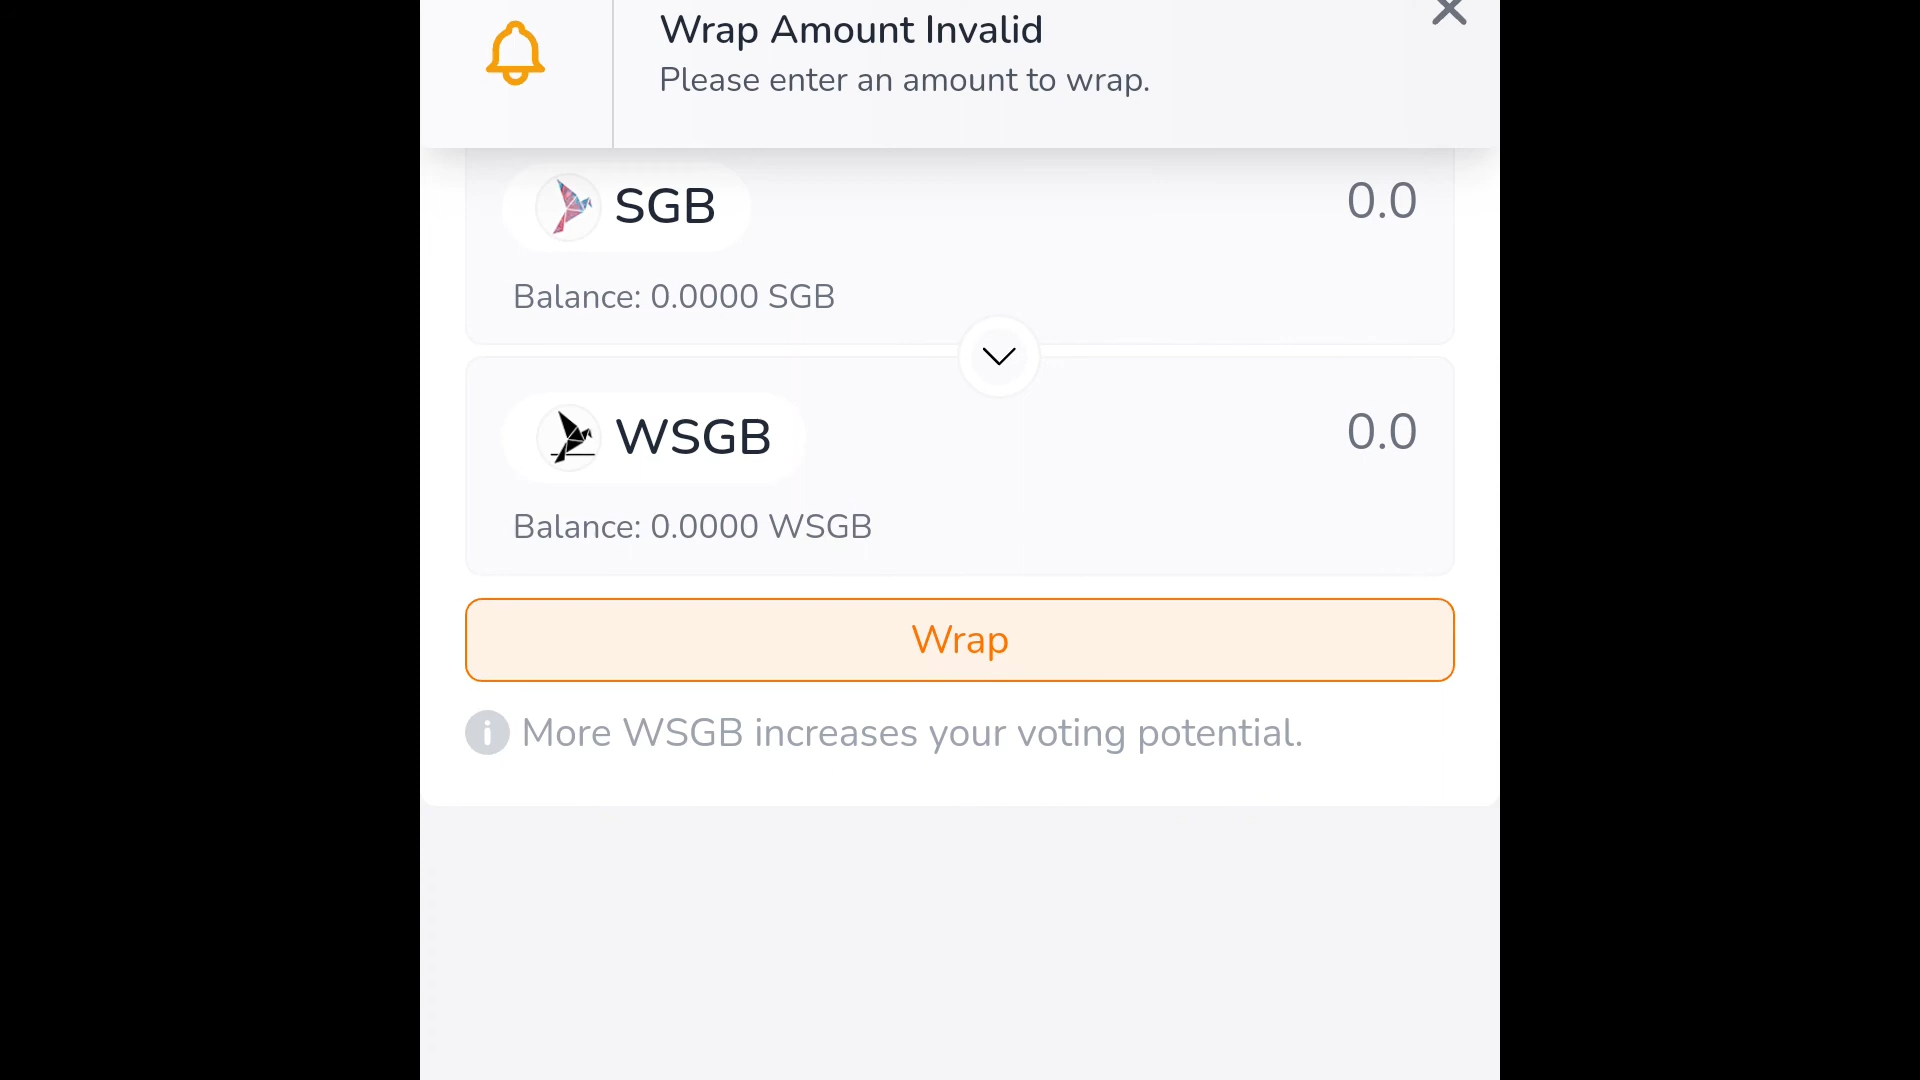 Wrap Amount Invalid
Please enter an amount to wrap.
SGB
0.0
Balance: 0.0000 SGB
WSGB
0.0
Balance: 0.0000 WSGB
Wrap
More WSGB increases your voting potential.